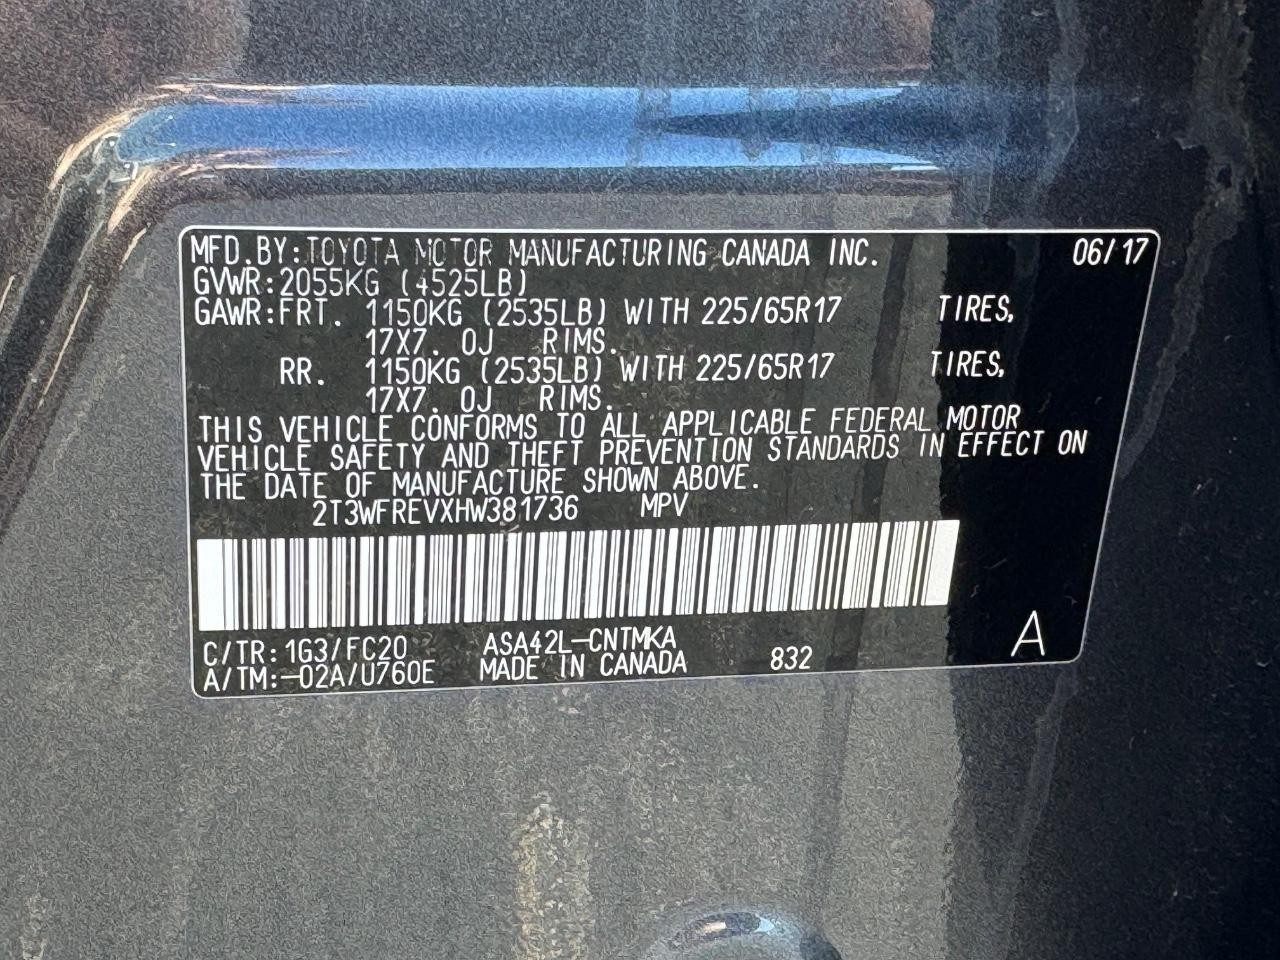 MFD.BY:TOYOTA MOTOR MANUFACTURING CANADA INC. 06/17
GVWR:2055KG (4525LB)
GAWR:FRT. 1150KG (2535LB) WITH 225/65R17 TIRES,
17X7. 0J RIMS.
RR. 1150KG (2535LB) WITH 225/65R17 TIRES,
17X7. 0J RIMS.
THIS VEHICLE CONFORMS TO ALL APPLICABLE FEDERAL MOTOR
VEHICLE SAFETY AND THEFT PREVENTION STANDARDS IN EFFECT ON
THE DATE OF MANUFACTURE SHOWN ABOVE.
2T3WFREVXHW381736 MPV
C/TR:1G3/FC20 ASA42L-CNTMKA
A/TM:-02A/U760E MADE IN CANADA 832 A